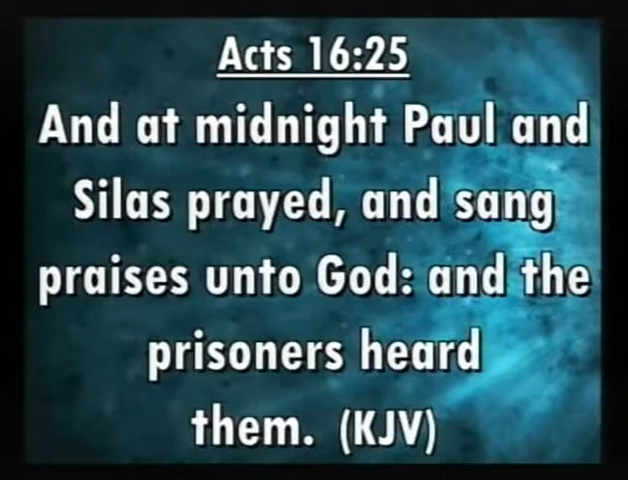 Acts 16:25
And at midnight Paul and
Silas prayed, and sang
praises unto God: and the
prisoners heard
them. (KJV)